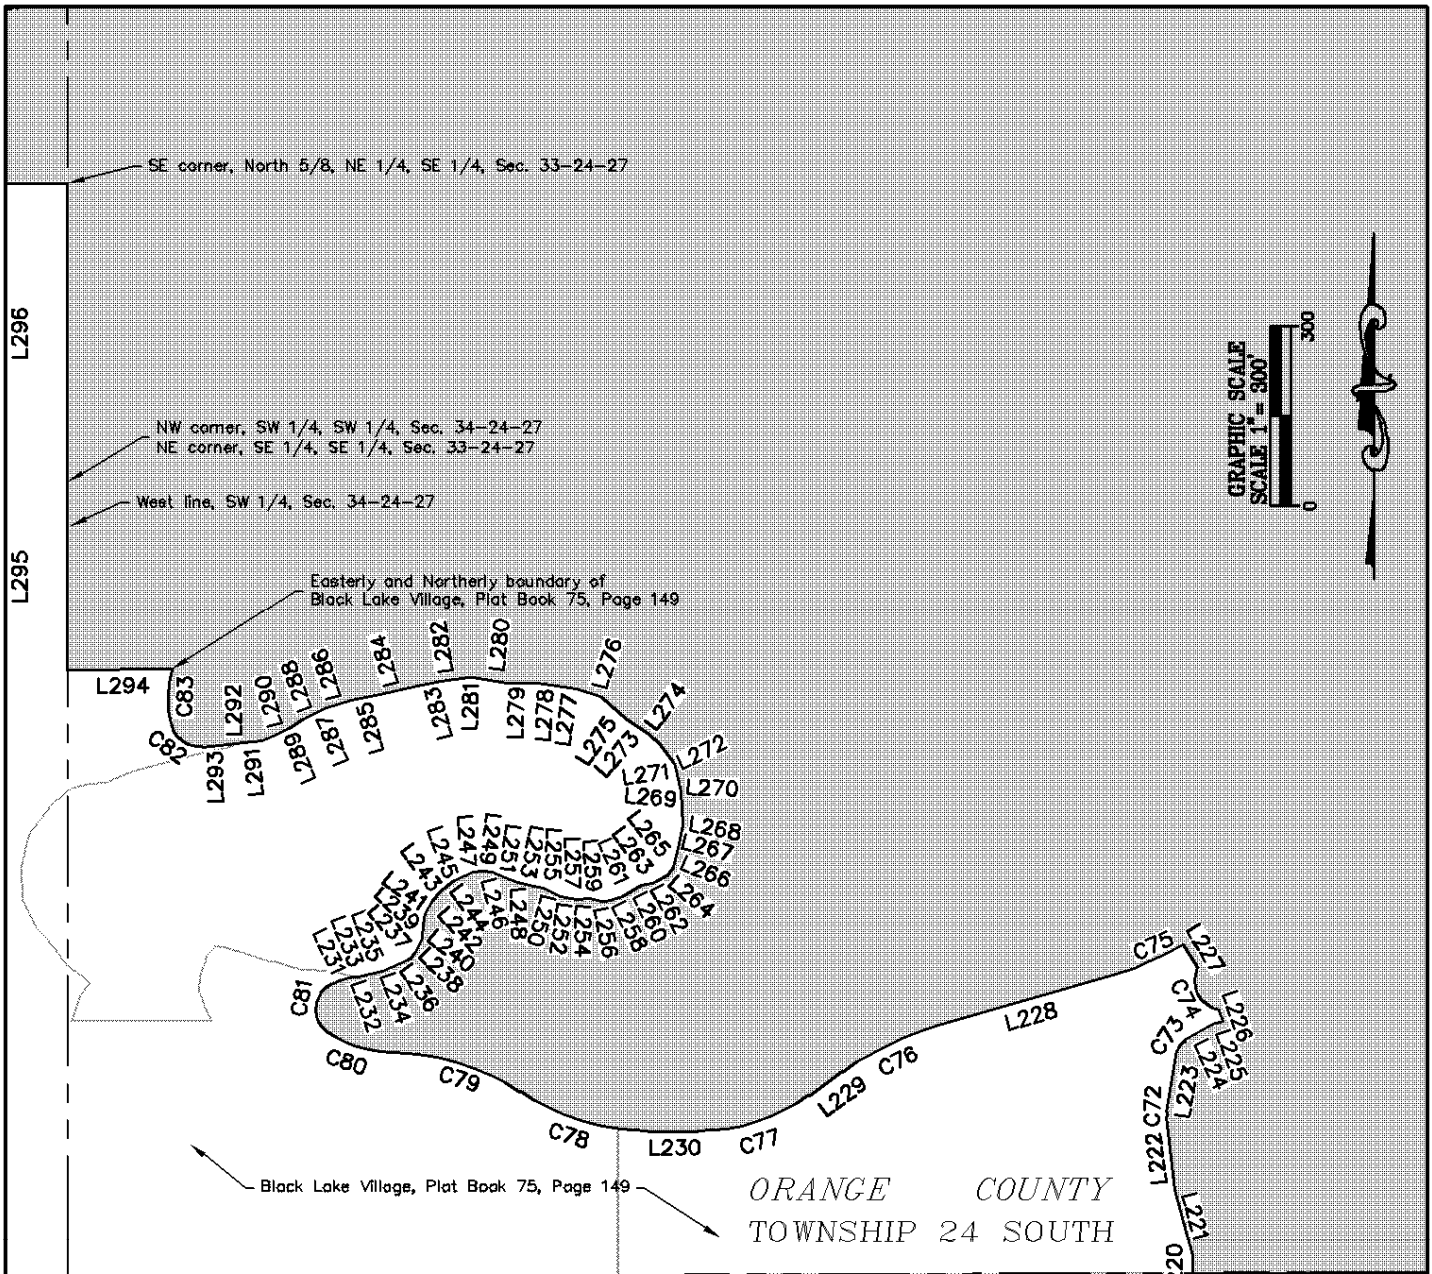 SE corner, North 5/8, NE 1/4, SE 1/4, Sec. 33-24-27
L296
GRAPHIC SCALE
SCALE 1" = 300'
0
300
NW corner, SW 1/4, SW 1/4, Sec. 34-24-27
NE corner, SE 1/4, SE 1/4, Sec. 33-24-27
West line, SW 1/4, Sec. 34-24-27
L295
Easterly and Northerly boundary of
Black Lake Village, Plat Book 75, Page 149
L294
C83
C82
L293
L292
L291
L290
L289
L288
L287
L286
L285
L284
L283
L282
L281
L280
L279
L278
L277
L276
L275
L274
L273
L272
L271
L270
L269
L268
L267
L266
L265
L264
L263
L262
L261
L260
L259
L258
L257
L256
L255
L254
L253
L252
L251
L250
L249
L248
L247
L246
L245
L244
L243
L242
L241
L240
L239
L238
L237
L236
L235
L234
L233
L232
L231
C81
C80
C79
C78
L230
C77
L229
C76
L228
C75
L227
C74
L226
L225
L224
C73
L223
C72
L222
L221
20
Black Lake Village, Plat Book 75, Page 149
ORANGE COUNTY
TOWNSHIP 24 SOUTH